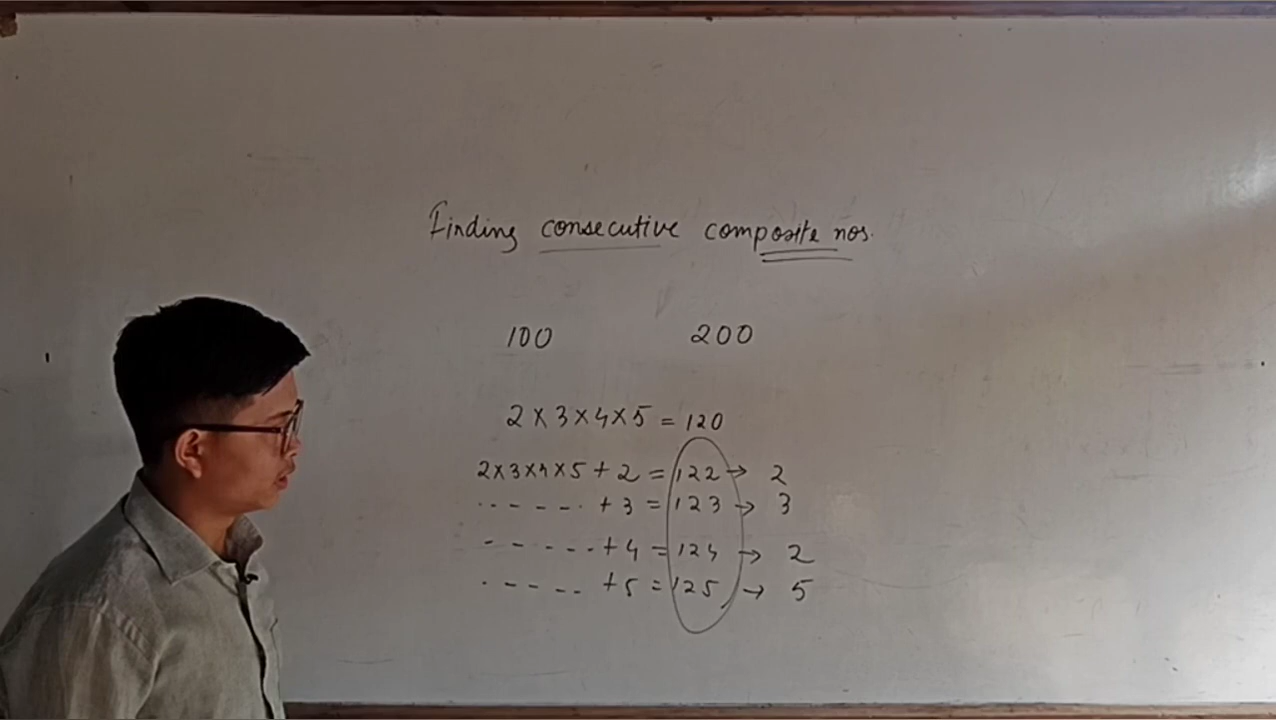 Finding consecutive composite nos.
100 200
2 × 3 × 4 × 5 = 120
2×3×4×5 + 2 = 122 → 2
------ + 3 = 123 → 3
------ + 4 = 124 → 2
----- + 5 = 125 → 5